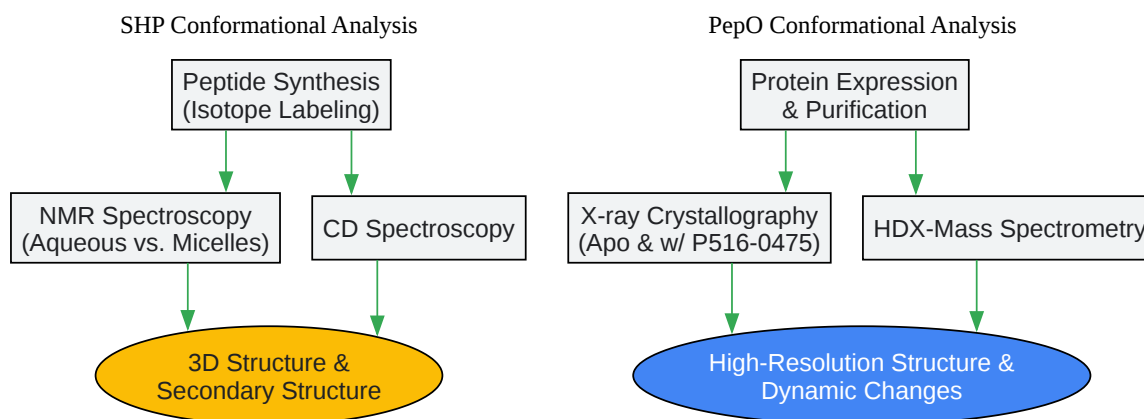 SHP Conformational Analysis
Peptide Synthesis
(Isotope Labeling)
NMR Spectroscopy
(Aqueous vs. Micelles)
CD Spectroscopy
3D Structure &
Secondary Structure
PepO Conformational Analysis
Protein Expression
& Purification
X-ray Crystallography
(Apo & w/ P516-0475)
HDX-Mass Spectrometry
High-Resolution Structure &
Dynamic Changes